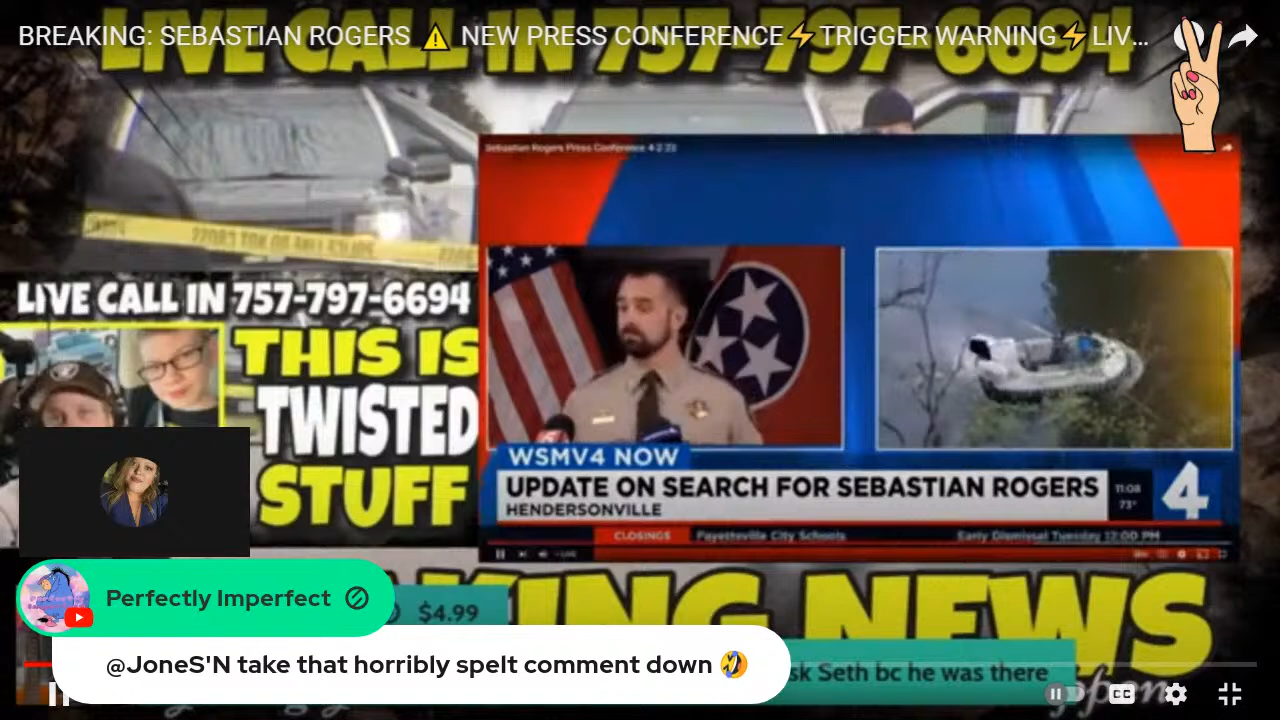 BREAKING: SEBASTIAN ROGERS ⚠ NEW PRESS CONFERENCE⚡TRIGGER WARNING⚡LIV...
LIVE CALL IN 757-797-6694
Sebastian Rogers Press Conference 4-2-23
LIVE CALL IN 757-797-6694
THIS IS
TWISTED
STUFF
WSMV4 NOW
UPDATE ON SEARCH FOR SEBASTIAN ROGERS
HENDERSONVILLE
11:08
73°
4
CLOSINGS Fayetteville City Schools Early Dismissal Tuesday 12:00 PM
KING NEWS
Perfectly Imperfect
$4.99
@JoneS'N take that horribly spelt comment down 🤣
sk Seth bc he was there
CC